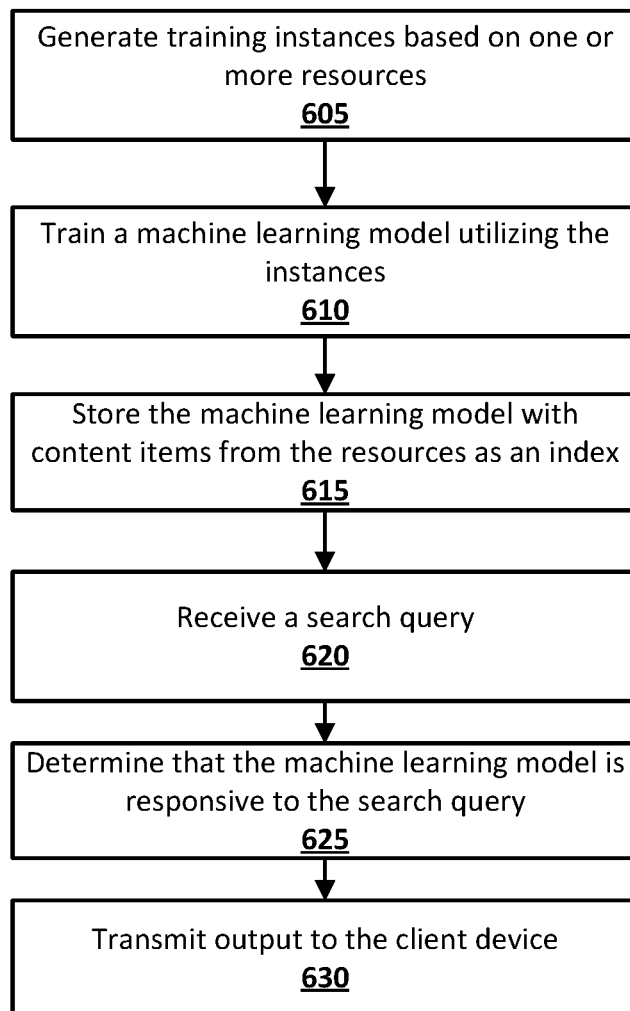 Generate training instances based on one or
more resources
605
Train a machine learning model utilizing the
instances
610
Store the machine learning model with
content items from the resources as an index
615
Receive a search query
620
Determine that the machine learning model is
responsive to the search query
625
Transmit output to the client device
630